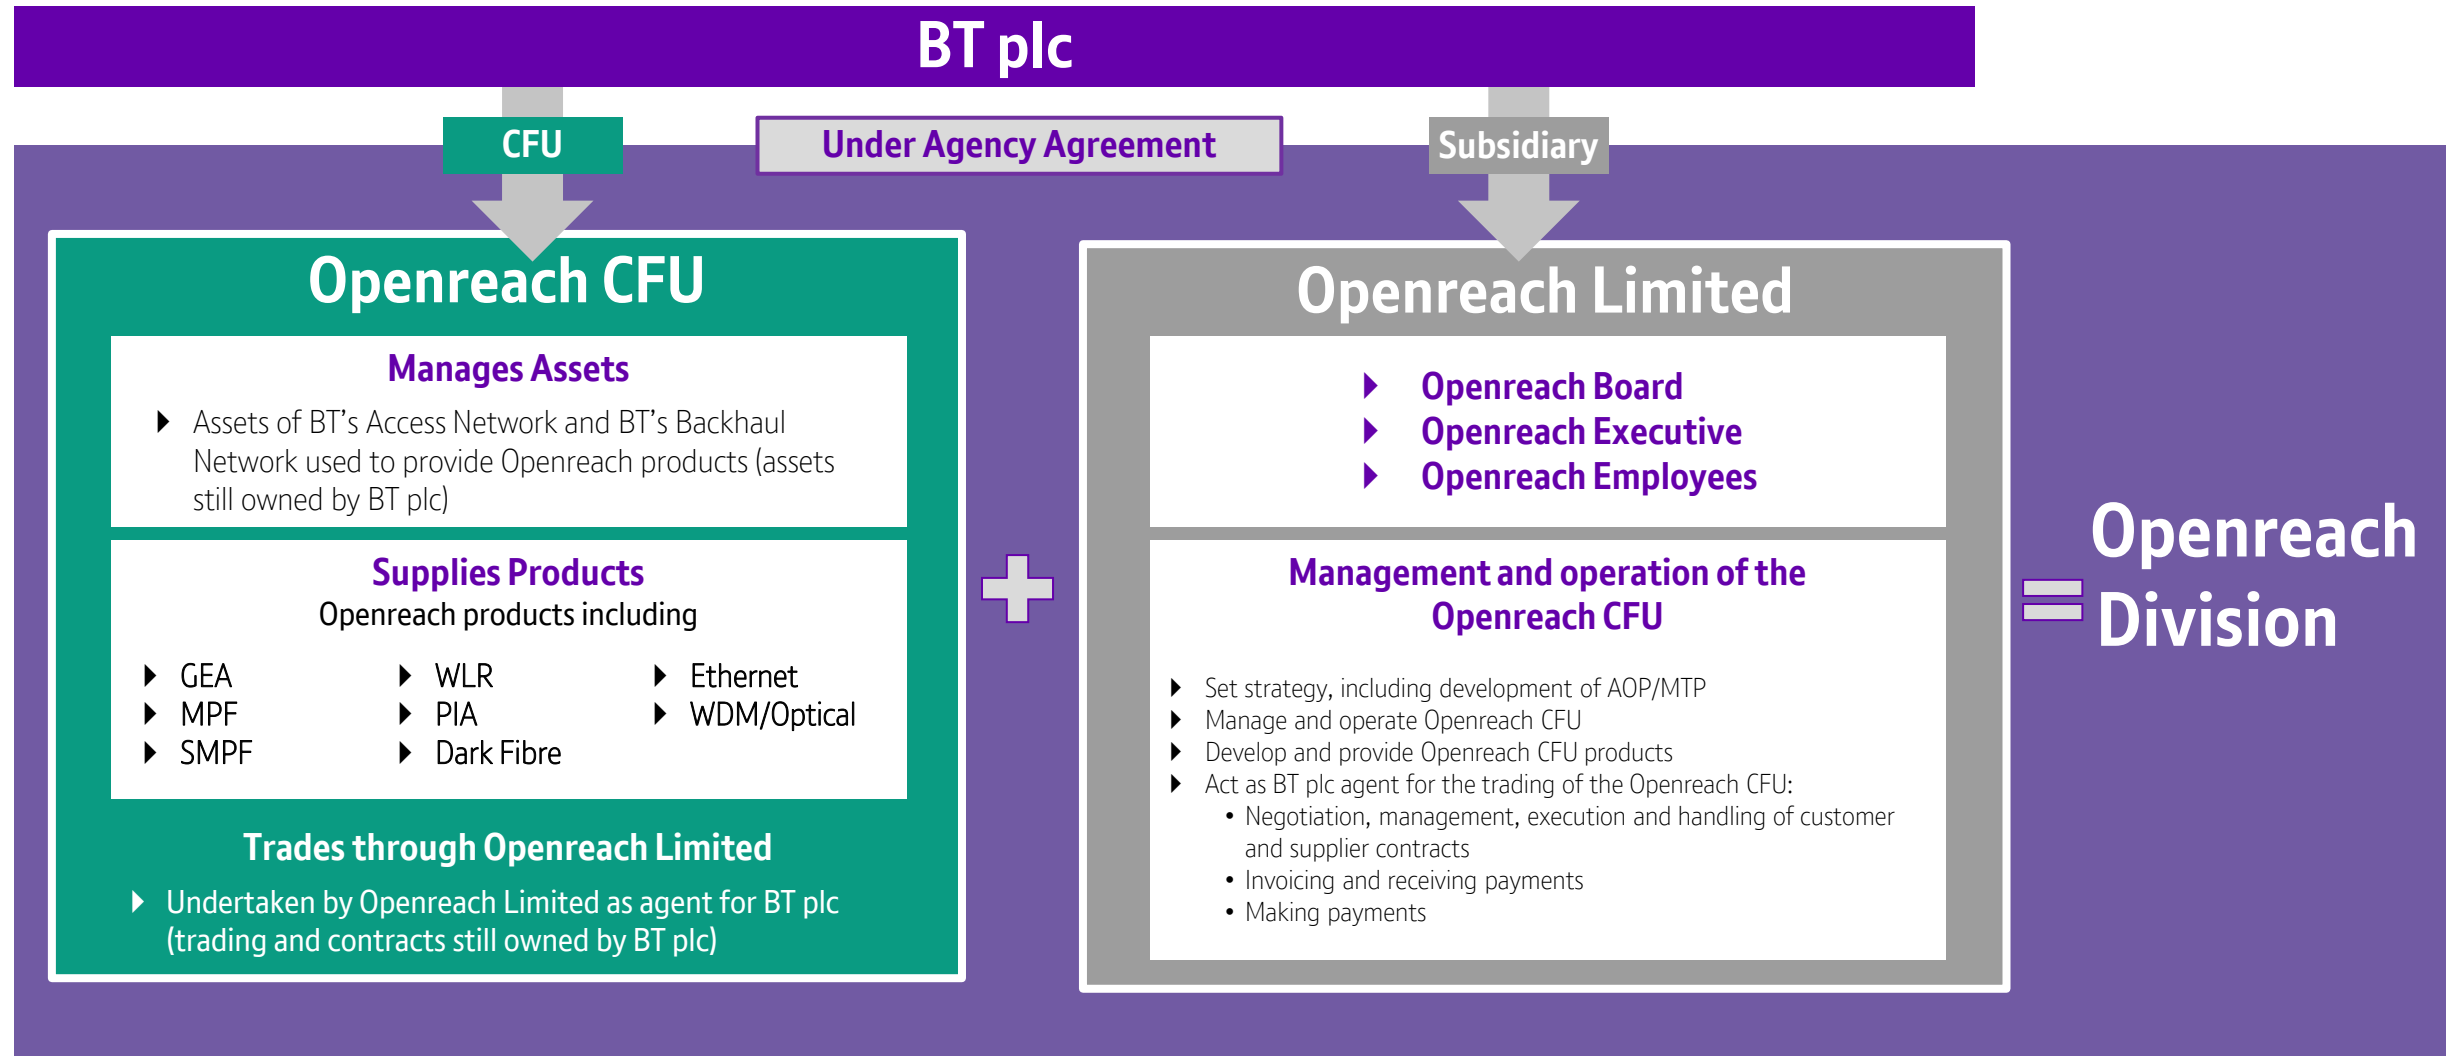 BT plc
CFU
Under Agency Agreement
Subsidiary
Openreach CFU
Manages Assets
Assets of BT's Access Network and BT's Backhaul
Network used to provide Openreach products (assets
still owned by BT plc)
Supplies Products
Openreach products including
GEA
MPF
SMPF
WLR
PIA
Dark Fibre
Ethernet
WDM/Optical
Trades through Openreach Limited
Undertaken by Openreach Limited as agent for BT plc
(trading and contracts still owned by BT plc)
Openreach Limited
Openreach Board
Openreach Executive
Openreach Employees
Management and operation of the
Openreach CFU
Set strategy, including development of AOP/MTP
Manage and operate Openreach CFU
Develop and provide Openreach CFU products
Act as BT plc agent for the trading of the Openreach CFU:
• Negotiation, management, execution and handling of customer
and supplier contracts
• Invoicing and receiving payments
• Making payments
Openreach
Division